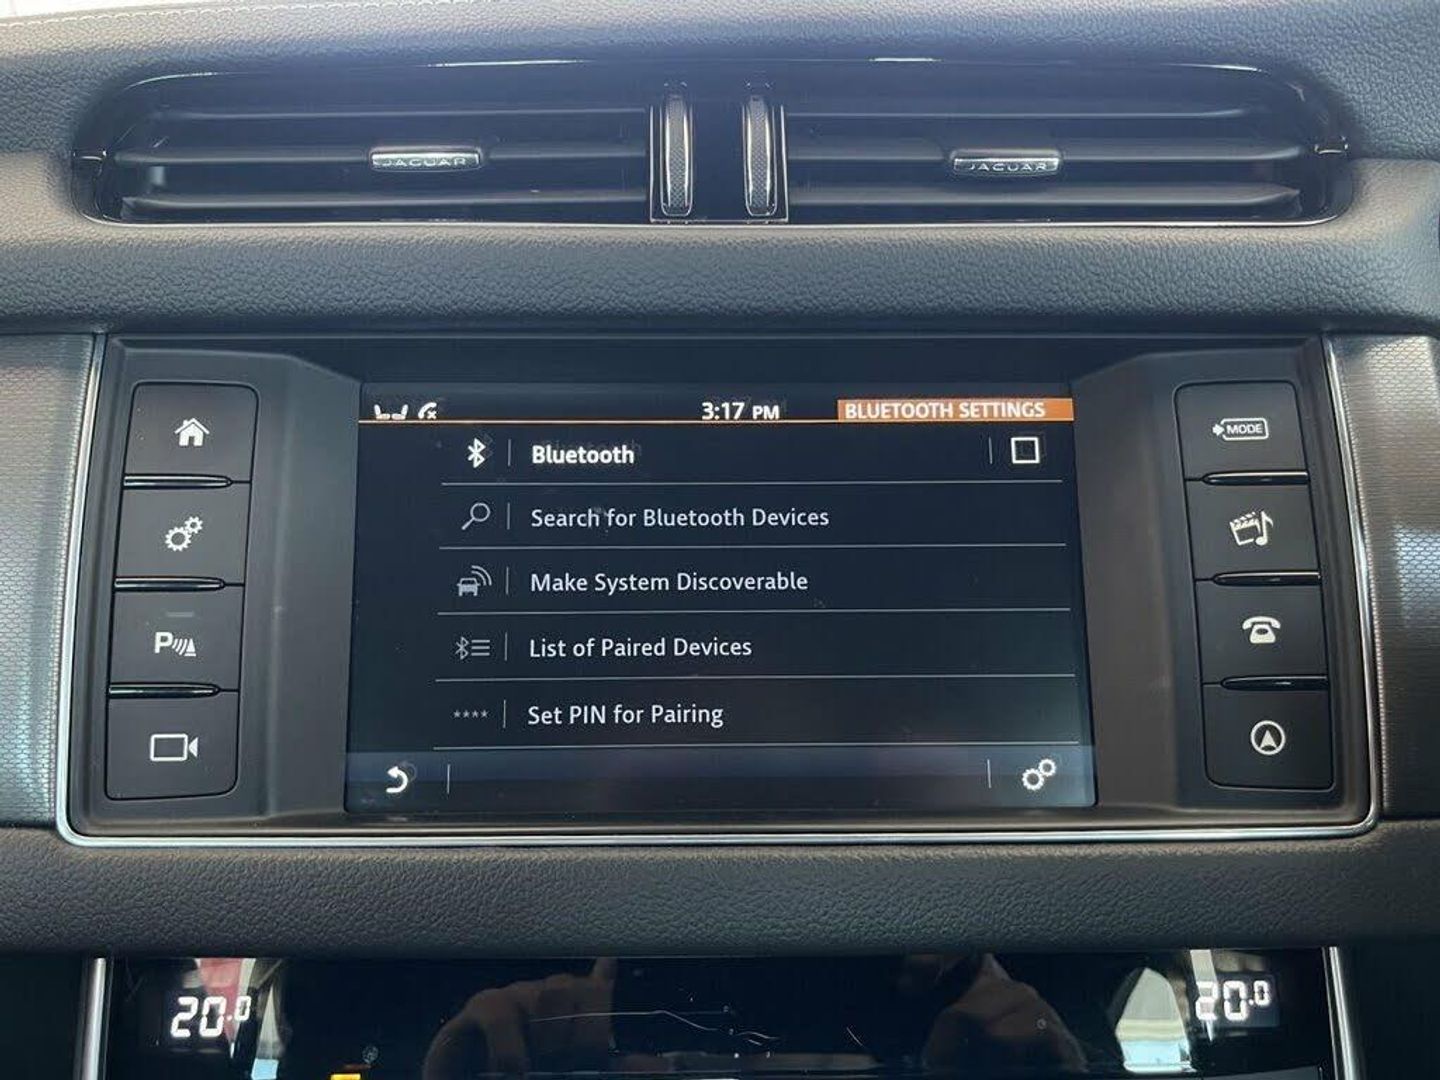 JAGUAR
JAGUAR
3:17 PM
BLUETOOTH SETTINGS
Bluetooth
Search for Bluetooth Devices
Make System Discoverable
List of Paired Devices
**** Set PIN for Pairing
P
MODE
20.0
20.0